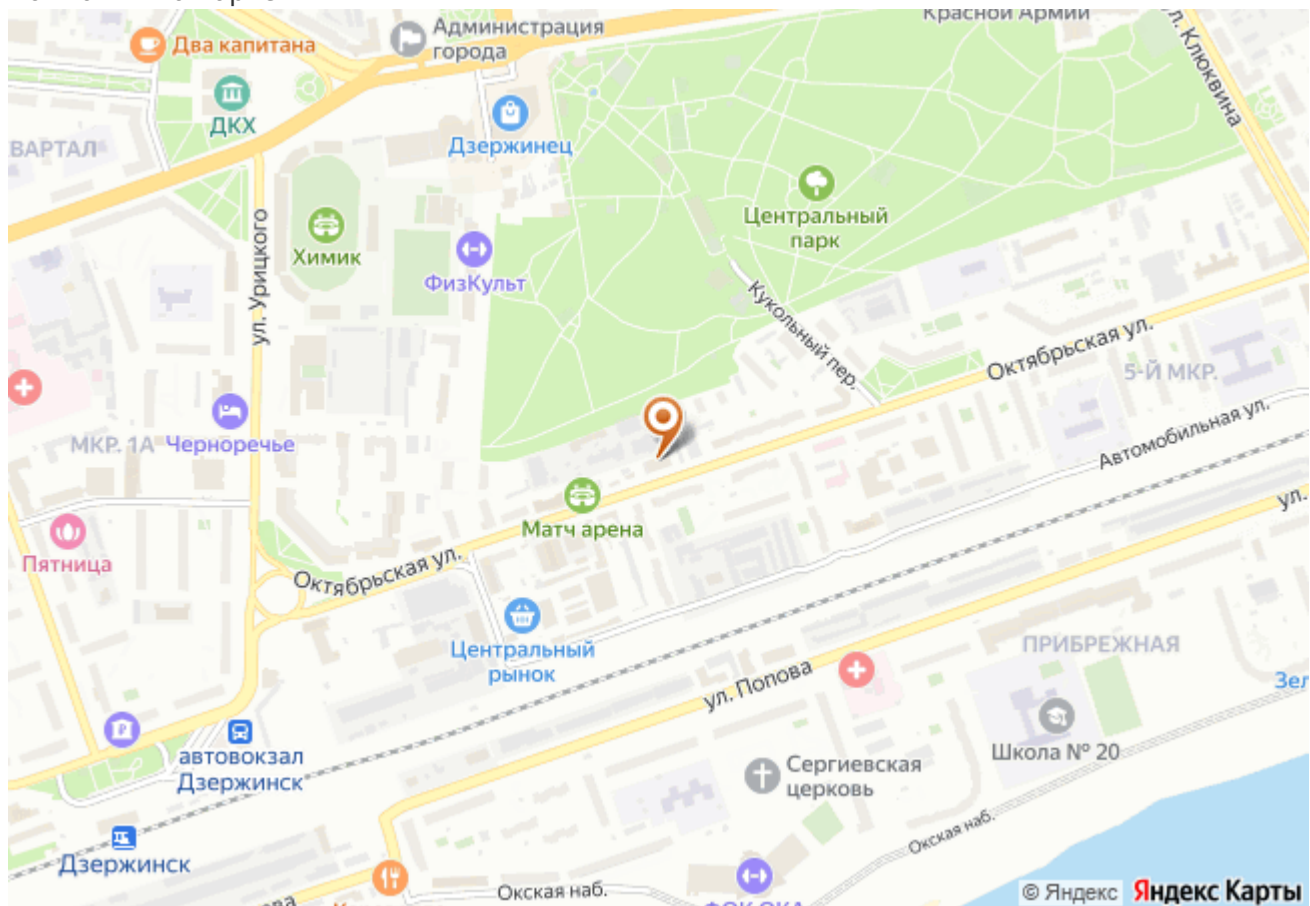 Красной Армии
Два капитана
Администрация
города
ул. Клюквина
ДКХ
Дзержинец
ВАРТАЛ
Центральный
парк
ул. Урицкого
Химик
ФизКульт
Кукольный пер.
Октябрьская ул.
5-Й МКР.
МКР. 1А
Черноречье
Автомобильная ул.
Матч арена
ул.
Пятница
Октябрьская ул.
Центральный
рынок
ПРИБРЕЖНАЯ
ул. Попова
Зел
Школа № 20
автовокзал
Дзержинск
Сергиевская
церковь
Окская наб.
Дзержинск
Окская наб.
© Яндекс Яндекс Карты